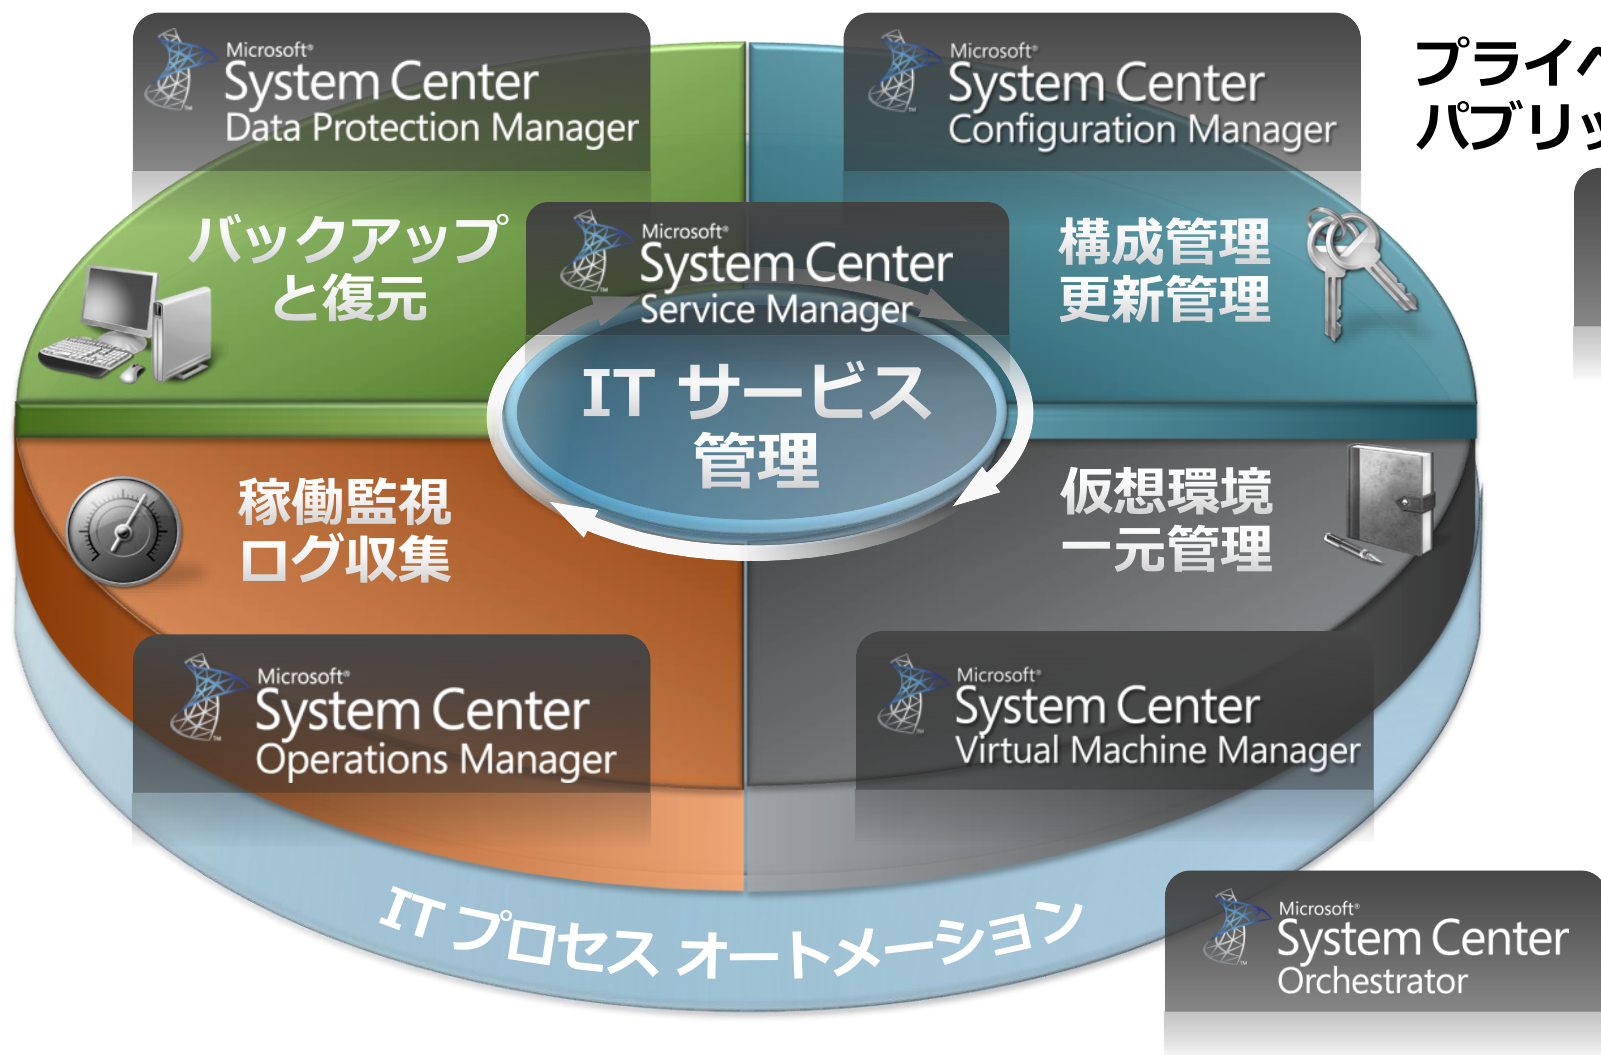 Microsoft®
System Center
Data Protection Manager
Microsoft®
System Center
Configuration Manager
プライベ
パブリッ
バックアップ
と復元
Microsoft®
System Center
Service Manager
構成管理
更新管理
IT サービス
管理
稼働監視
ログ収集
仮想環境
一元管理
Microsoft®
System Center
Operations Manager
Microsoft®
System Center
Virtual Machine Manager
IT プロセス オートメーション
Microsoft®
System Center
Orchestrator